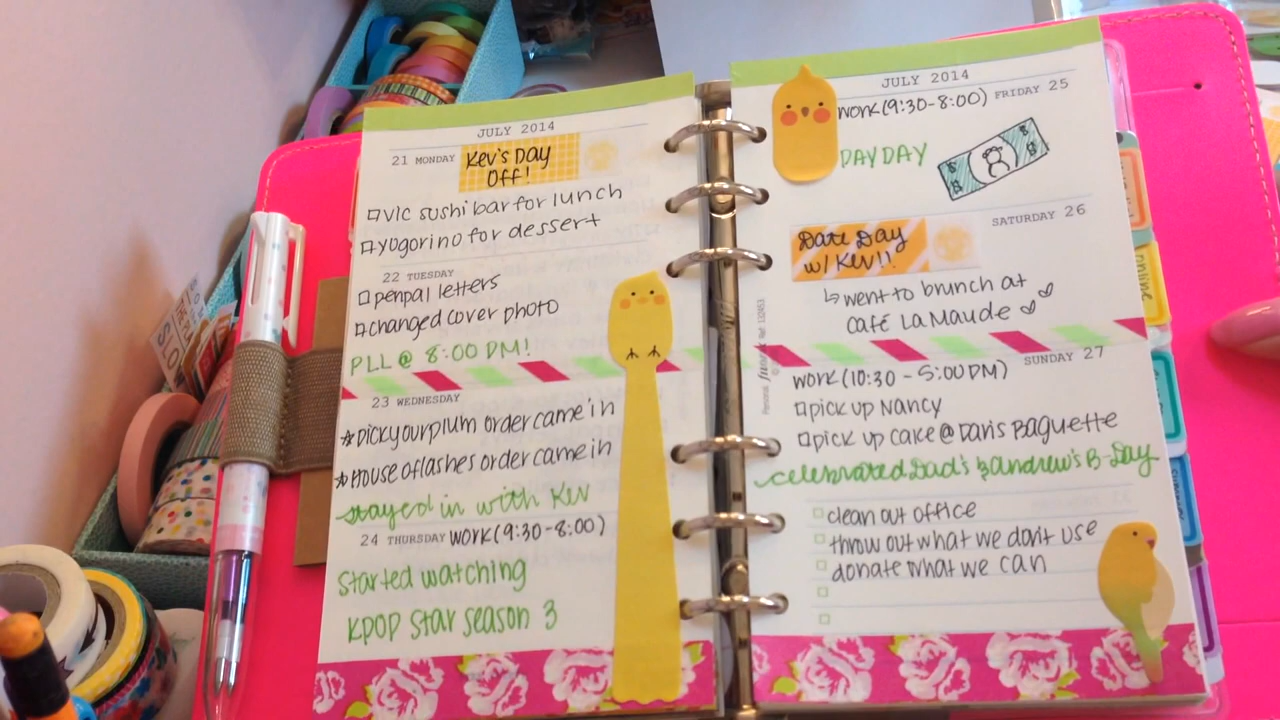 JULY 2014
21 MONDAY
Kev's Day
Off!
vic sushi bar for lunch
yogorino for dessert
22 TUESDAY
penpal letters
changed cover photo
PLL @ 8:00 PM!
23 WEDNESDAY
Pickyourplum order came in
House of lashes order came in
stayed in with Kev
24 THURSDAY WORK (9:30-8:00)
Started watching
KPOP Star season 3
JULY 2014
FRIDAY 25
WORK (9:30-8:00)
PAYDAY
$ $
$ $
SATURDAY 26
Date Day
w/ Kev!!
went to brunch at
Café La Maude
SUNDAY 27
WORK (10:30 - 5:00PM)
pick up Nancy
pick up cake @ Paris Baguette
celebrated Dad's & Andrew's B-Day
clean out office
throw out what we don't use
donate what we can
Personal